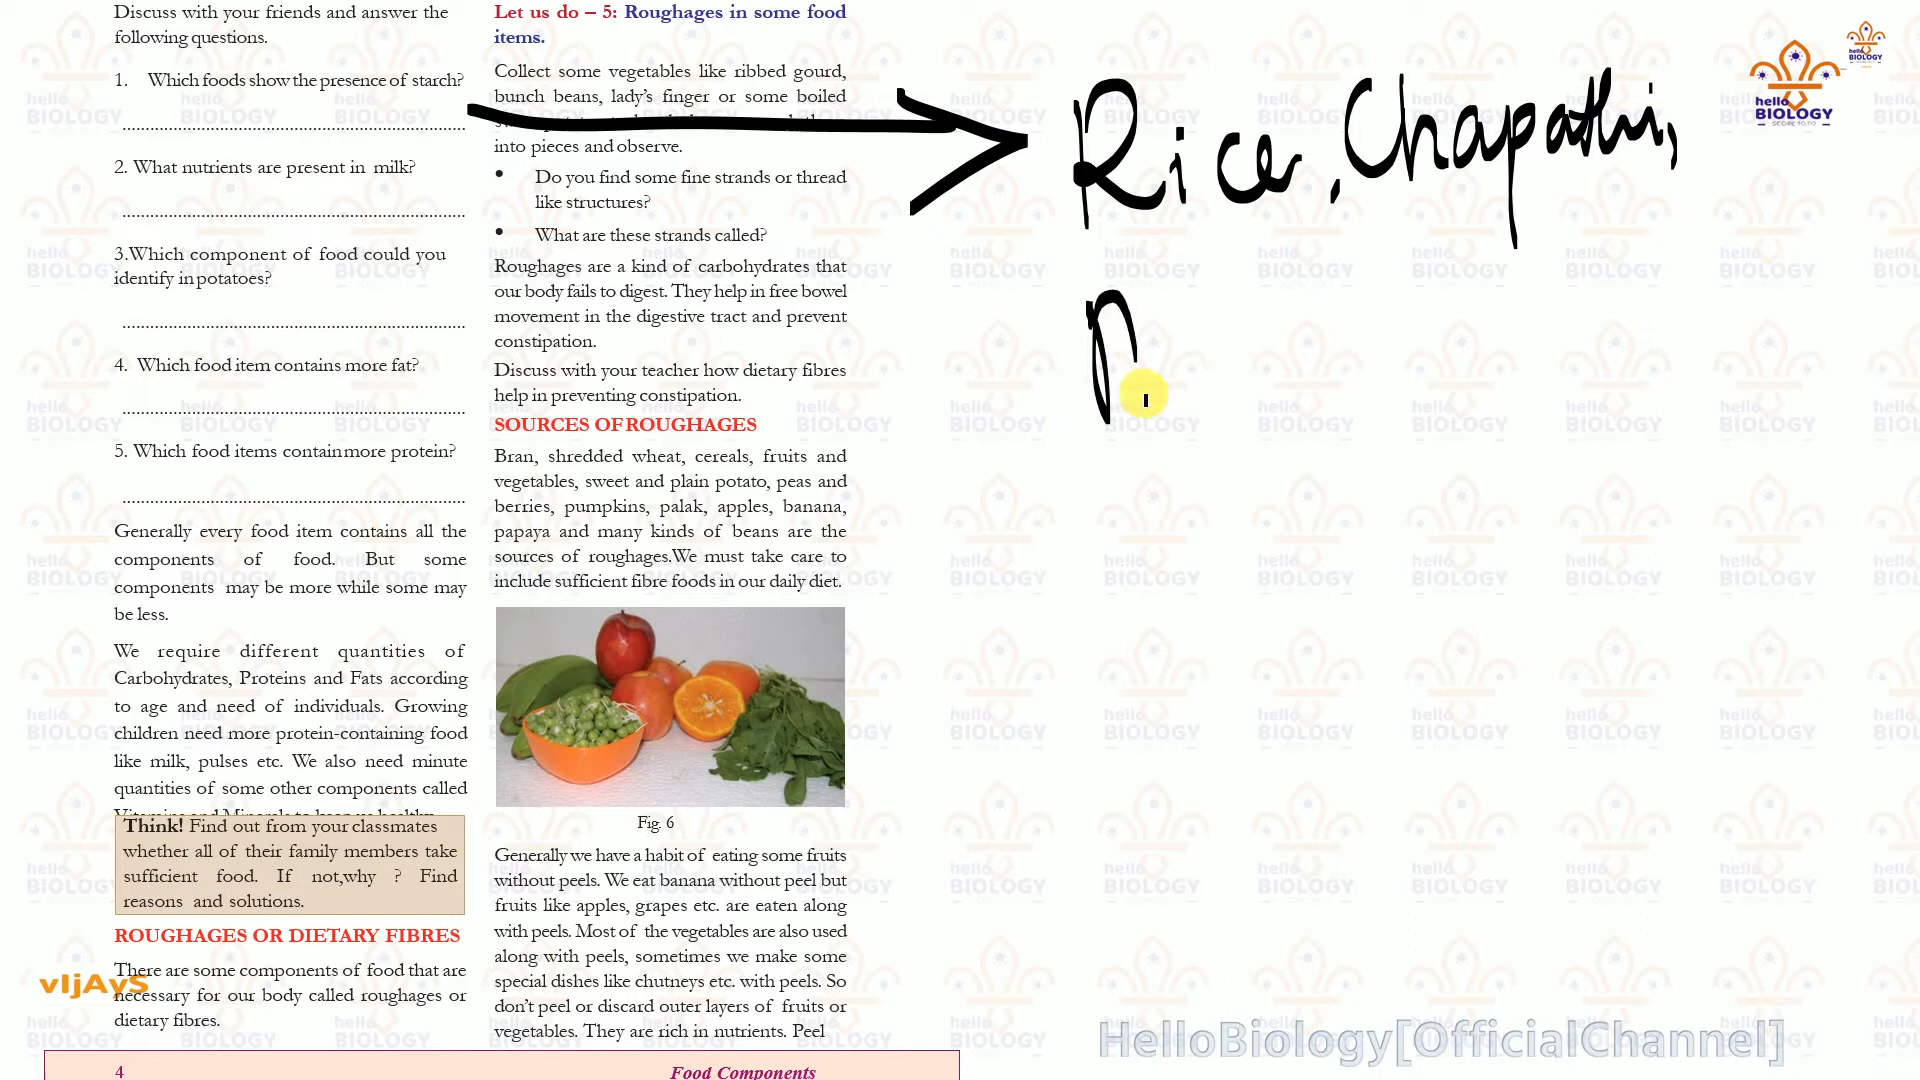 Discuss with your friends and answer the
following questions.
1. Which foods show the presence of starch?
2. What nutrients are present in milk?
3.Which component of food could you
identify in potatoes?
4. Which food item contains more fat?
5. Which food items contain more protein?
Generally every food item contains all the
components of food. But some
components may be more while some may
be less.
We require different quantities of
Carbohydrates, Proteins and Fats according
to age and need of individuals. Growing
children need more protein-containing food
like milk, pulses etc. We also need minute
quantities of some other components called
Vitamins and Minerals to keep us healthy.
Think! Find out from your classmates
whether all of their family members take
sufficient food. If not,why ? Find
reasons and solutions.
ROUGHAGES OR DIETARY FIBRES
There are some components of food that are
necessary for our body called roughages or
dietary fibres.
vIjAyS
4
Let us do – 5: Roughages in some food
items.
Collect some vegetables like ribbed gourd,
bunch beans, lady's finger or some boiled
into pieces and observe.
• Do you find some fine strands or thread
like structures?
• What are these strands called?
Roughages are a kind of carbohydrates that
our body fails to digest. They help in free bowel
movement in the digestive tract and prevent
constipation.
Discuss with your teacher how dietary fibres
help in preventing constipation.
SOURCES OF ROUGHAGES
Bran, shredded wheat, cereals, fruits and
vegetables, sweet and plain potato, peas and
berries, pumpkins, palak, apples, banana,
papaya and many kinds of beans are the
sources of roughages.We must take care to
include sufficient fibre foods in our daily diet.
Fig. 6
Generally we have a habit of eating some fruits
without peels. We eat banana without peel but
fruits like apples, grapes etc. are eaten along
with peels. Most of the vegetables are also used
along with peels, sometimes we make some
special dishes like chutneys etc. with peels. So
don't peel or discard outer layers of fruits or
vegetables. They are rich in nutrients. Peel
Food Components
Rice, Chapathi,
hello
BIOLOGY
hello
BIOLOGY
HelloBiology[OfficialChannel]